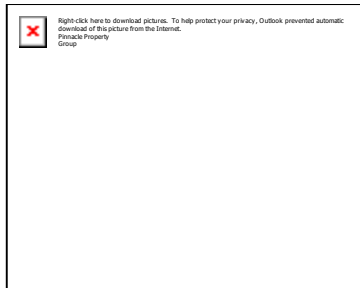 Right-click here to download pictures. To help protect your privacy, Outlook prevented automatic
download of this picture from the Internet.
Pinnacle Property
Group